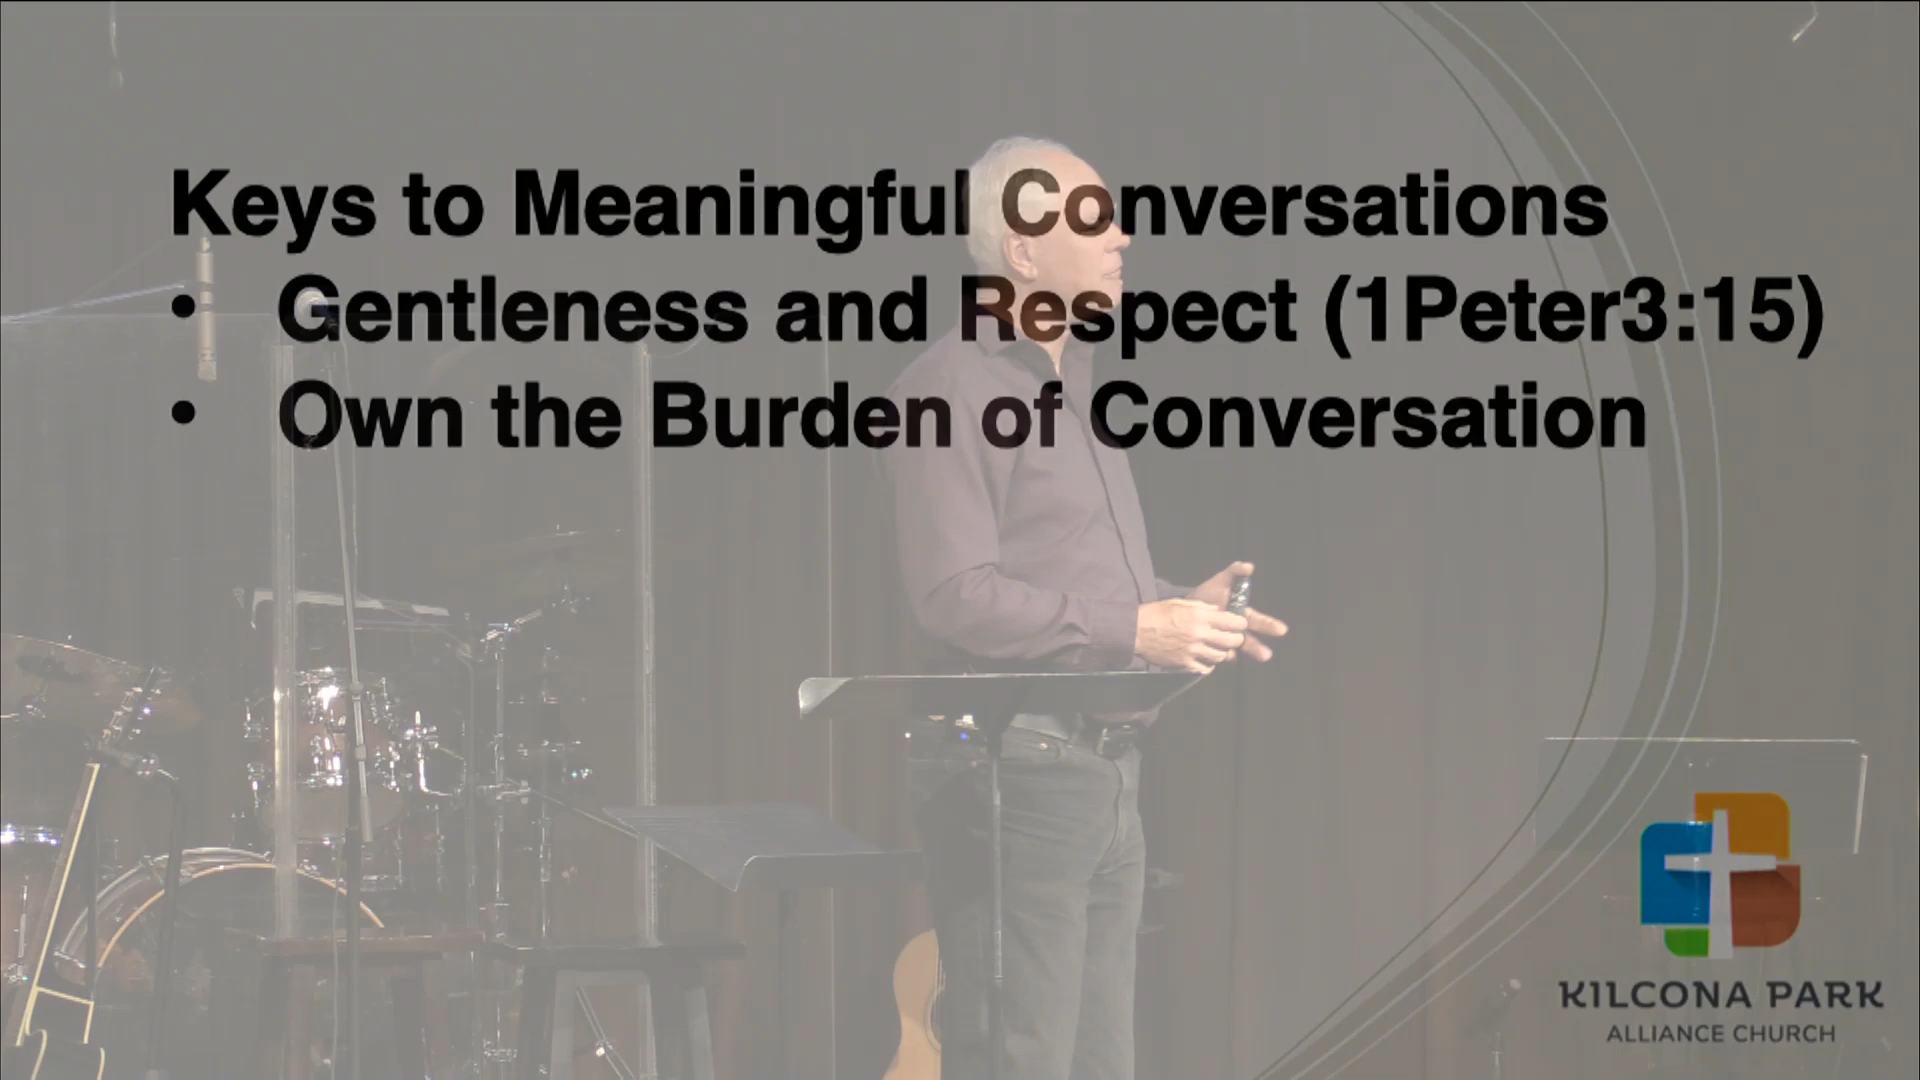 Keys to Meaningful Conversations
• Gentleness and Respect (1Peter3:15)
• Own the Burden of Conversation
KILCONA PARK
ALLIANCE CHURCH